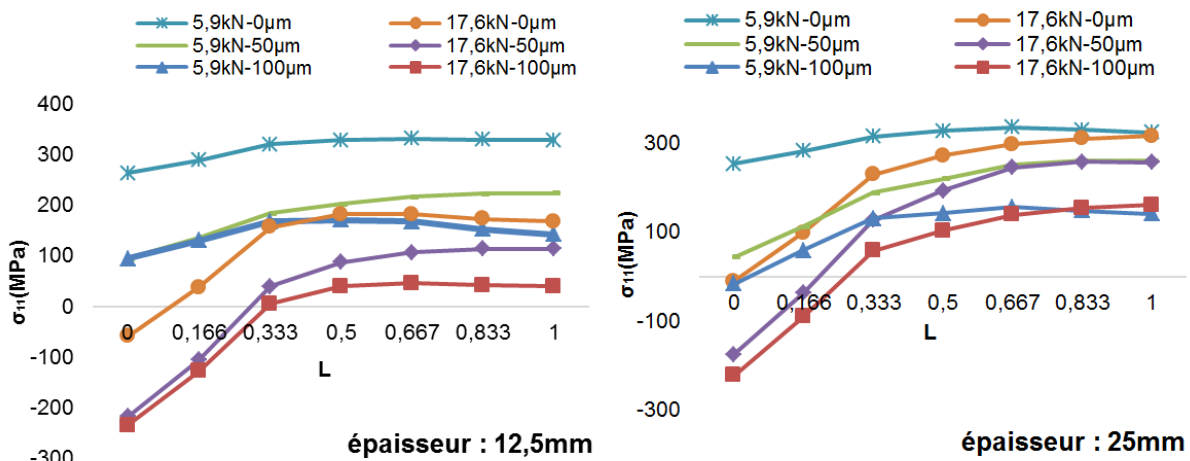 5,9kN-0µm 17,6kN-0µm
5,9kN-50µm 17,6kN-50µm
5,9kN-100µm 17,6kN-100µm
400
300
200
100
0
-100
-200
-300
σ₁₁(MPa)
0 0,166 0,333 0,5 0,667 0,833 1
L
épaisseur : 12,5mm
5,9kN-0µm 17,6kN-0µm
5,9kN-50µm 17,6kN-50µm
5,9kN-100µm 17,6kN-100µm
300
100
-100
-300
σ₁₁(MPa)
0 0,166 0,333 0,5 0,667 0,833 1
L
épaisseur : 25mm